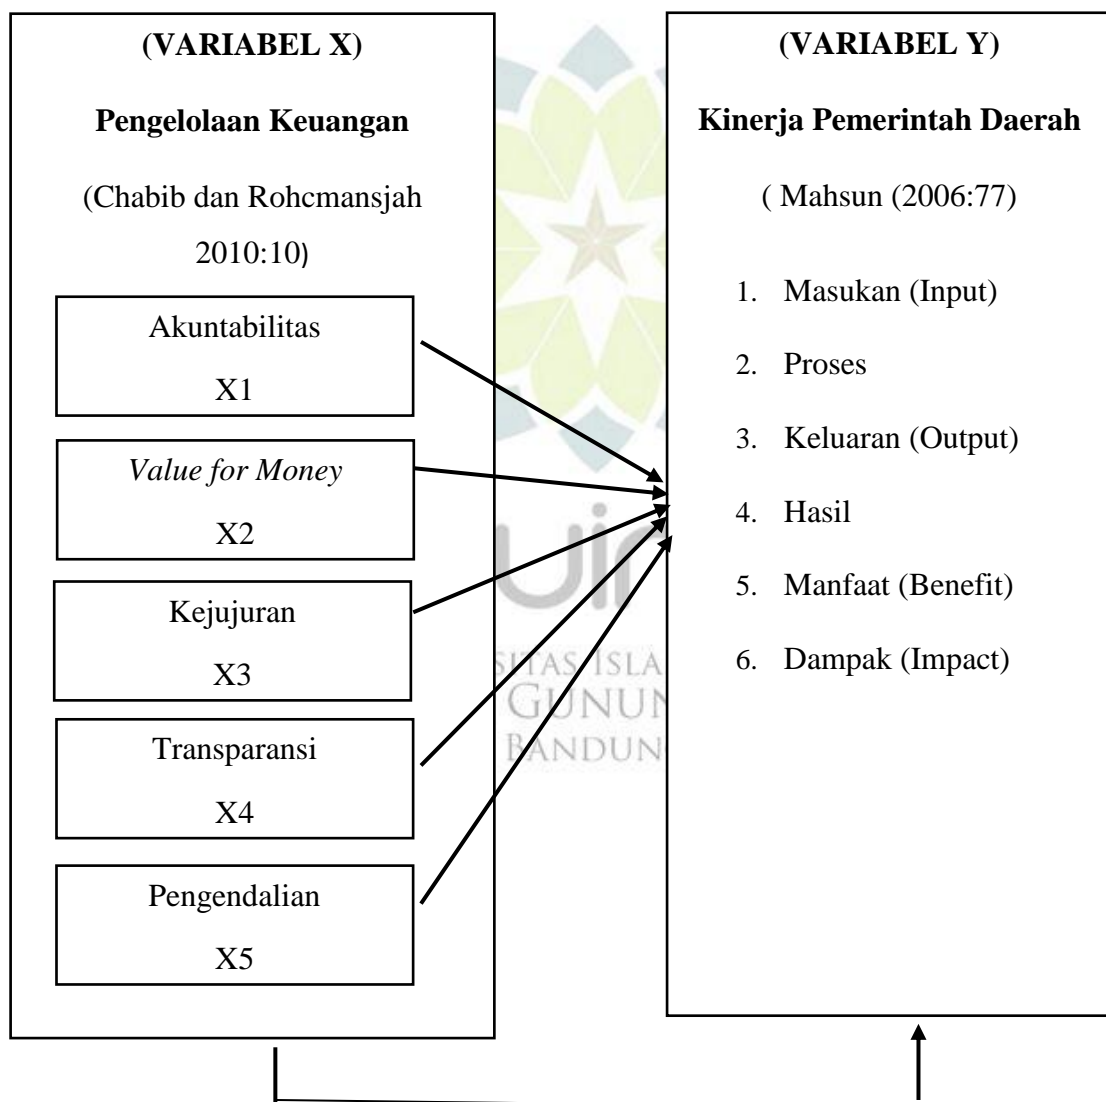 (VARIABEL X)
Pengelolaan Keuangan
(Chabib dan Rohcmansjah
2010:10)
Akuntabilitas
X1
Value for Money
X2
Kejujuran
X3
Transparansi
X4
Pengendalian
X5
(VARIABEL Y)
Kinerja Pemerintah Daerah
( Mahsun (2006:77)
1. Masukan (Input)
2. Proses
3. Keluaran (Output)
4. Hasil
5. Manfaat (Benefit)
6. Dampak (Impact)